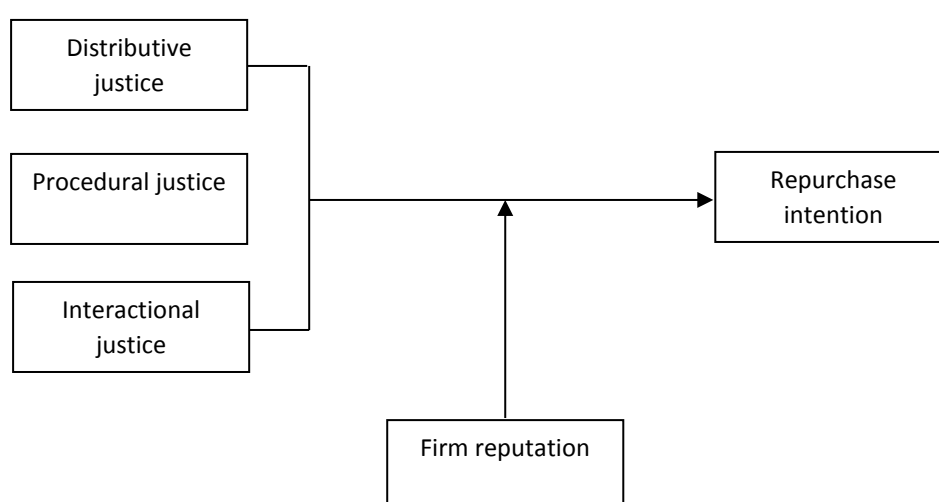 Distributive
justice
Procedural justice
Repurchase
intention
Interactional
justice
Firm reputation